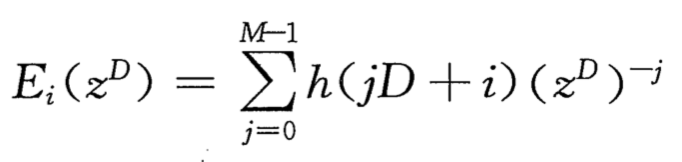 E_i(z^D) = \sum_{j=0}^{M-1} h(jD+i)(z^D)^{-j}